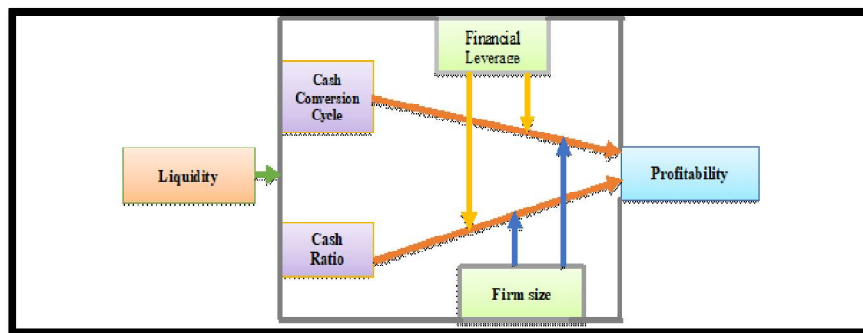 Financial
Leverage
Cash
Conversion
Cycle
Liquidity
Profitability
Cash
Ratio
Firm size